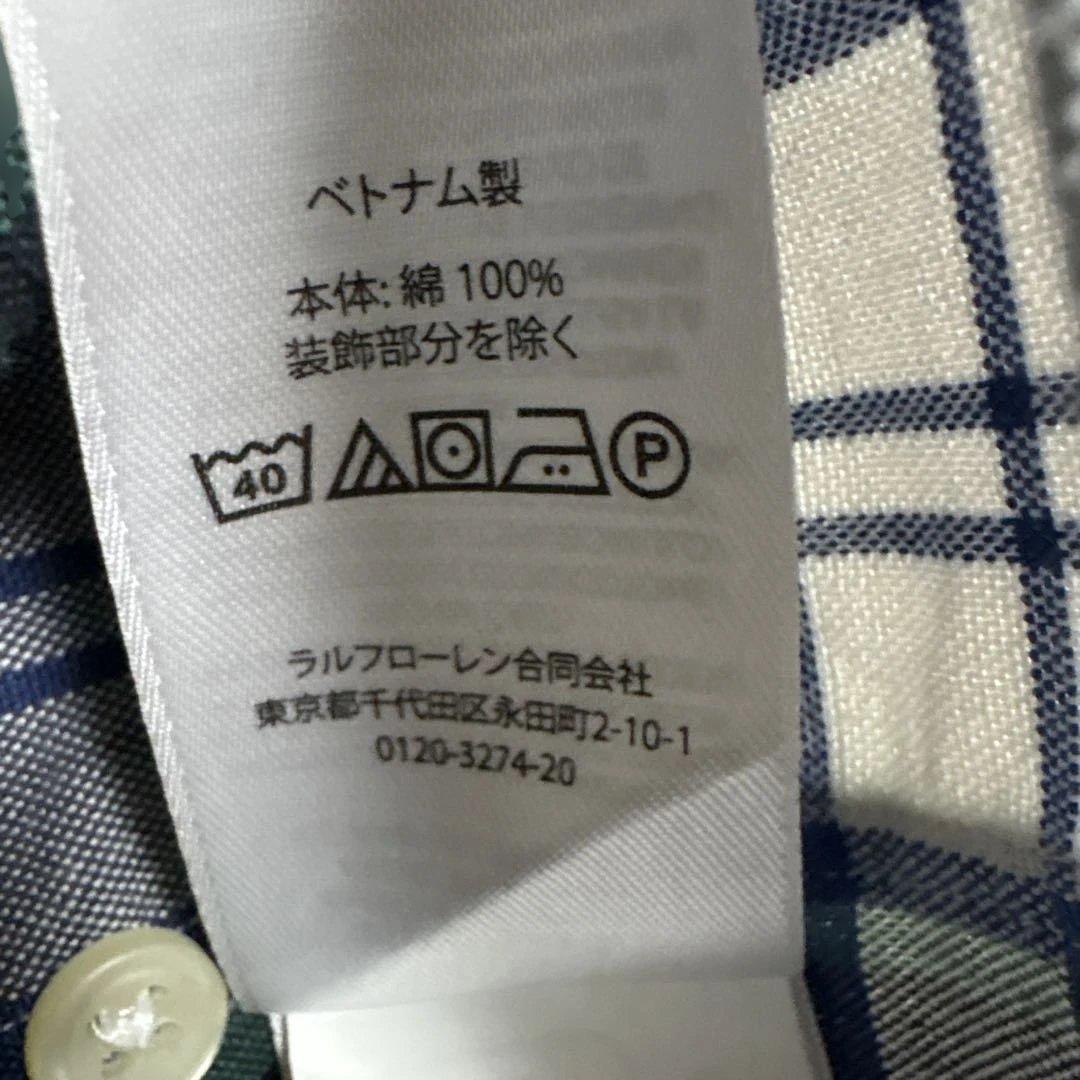 ベトナム製
本体: 綿 100%
装飾部分を除く
40 P
ラルフローレン合同会社
東京都千代田区永田町2-10-1
0120-3274-20